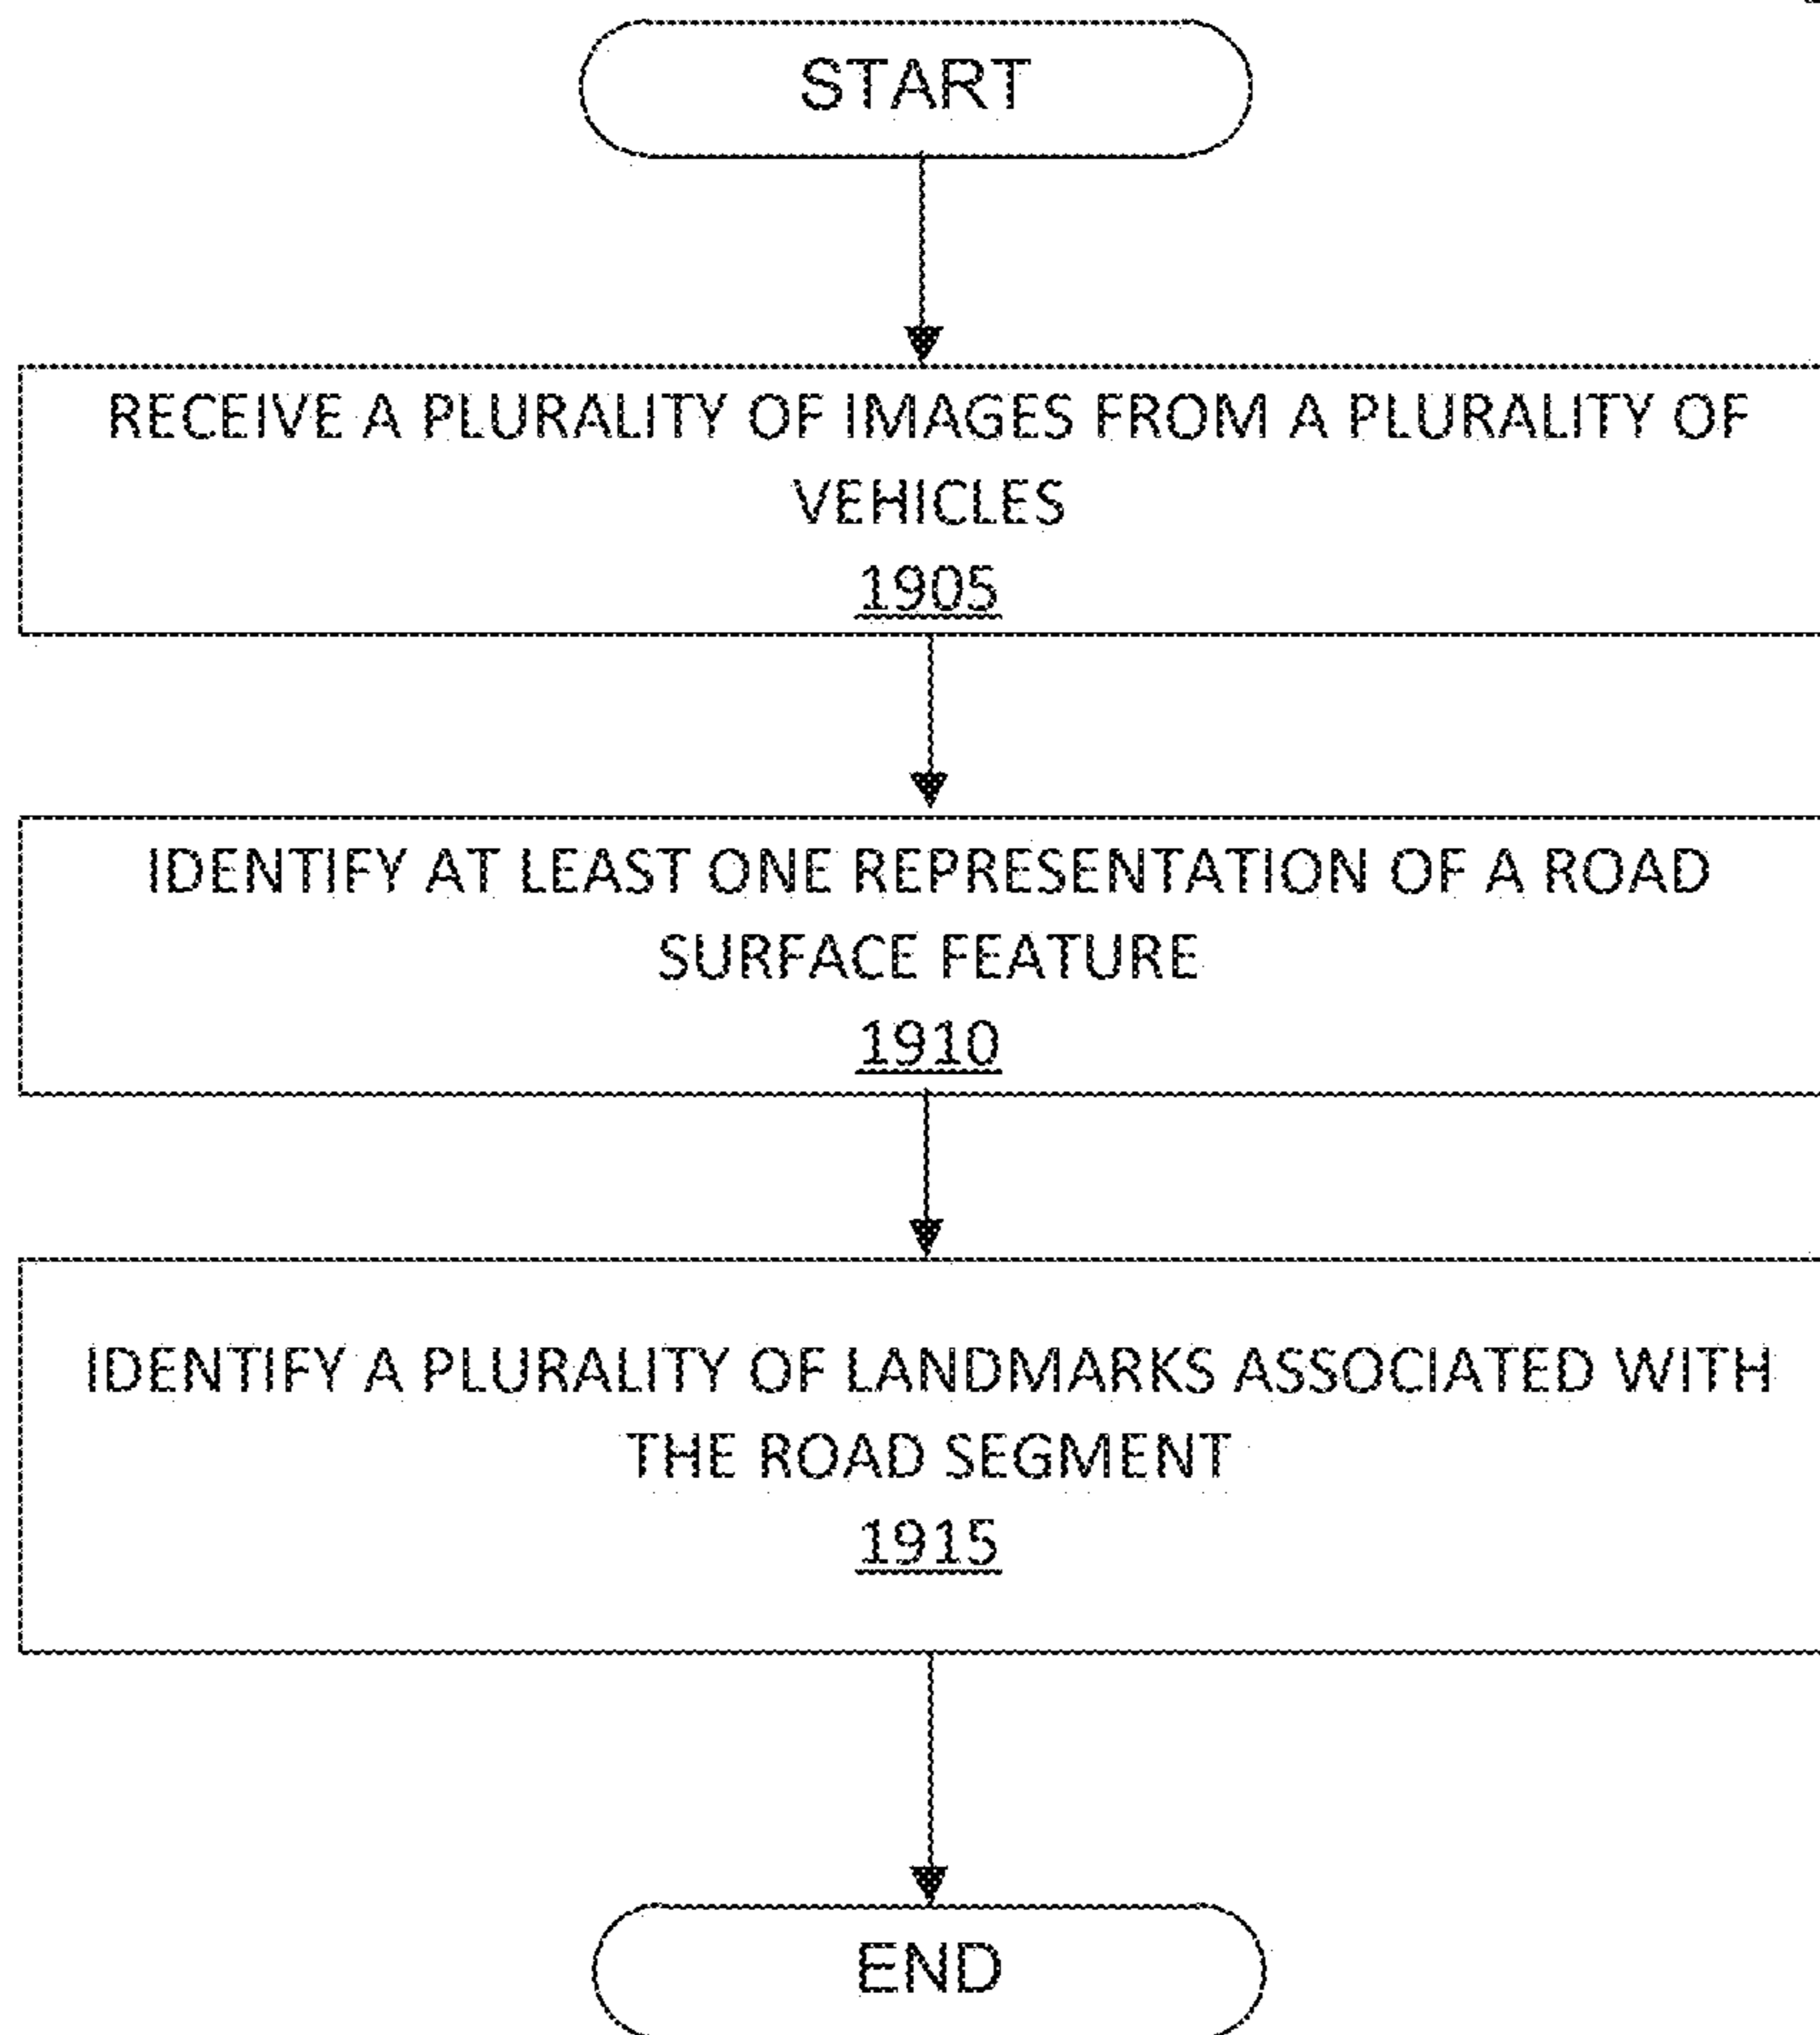 START
RECEIVE A PLURALITY OF IMAGES FROM A PLURALITY OF
VEHICLES
1905
IDENTIFY AT LEAST ONE REPRESENTATION OF A ROAD
SURFACE FEATURE
1910
IDENTIFY A PLURALITY OF LANDMARKS ASSOCIATED WITH
THE ROAD SEGMENT
1915
END